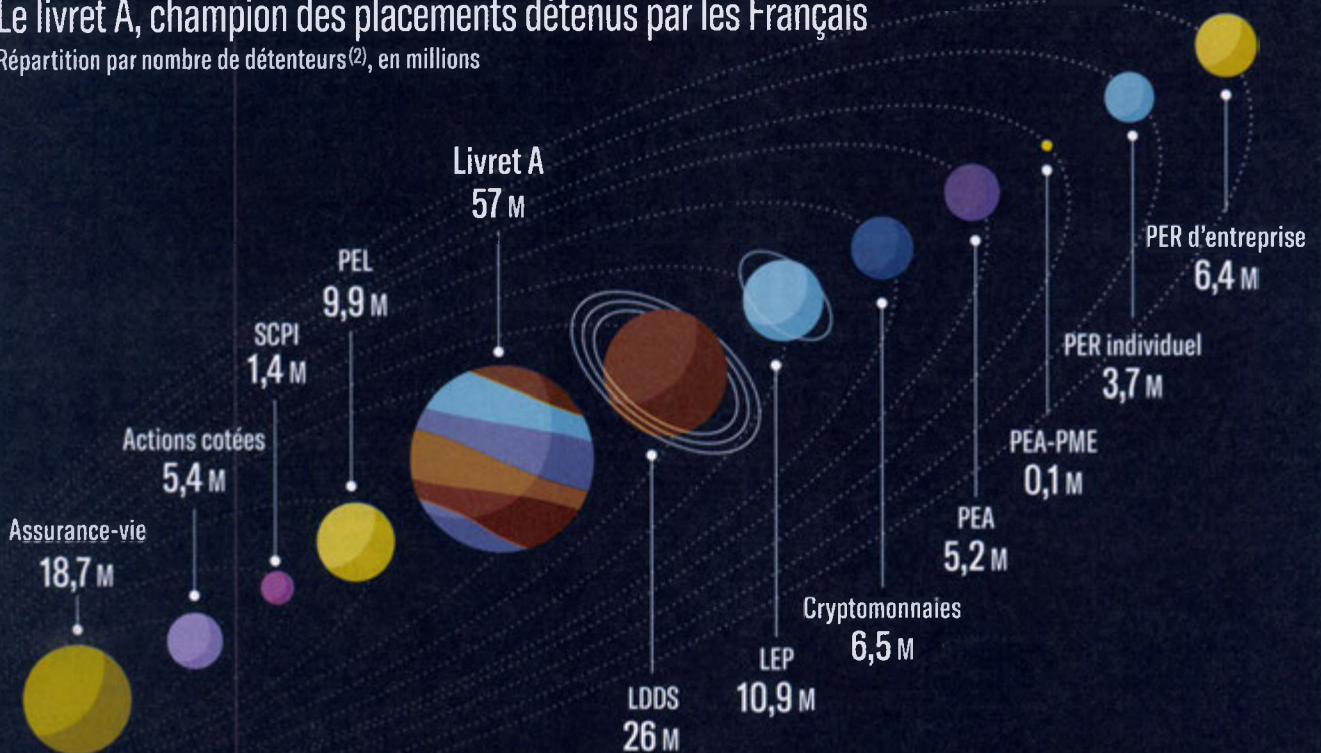 Le livret A, champion des placements détenus par les Français
Répartition par nombre de détenteurs(2), en millions
Livret A
57 M
PEL
9,9 M
SCPI
1,4 M
Actions cotées
5,4 M
Assurance-vie
18,7 M
PER d'entreprise
6,4 M
PER individuel
3,7 M
PEA-PME
0,1 M
PEA
5,2 M
Cryptomonnaies
6,5 M
LEP
10,9 M
LDDS
26 M